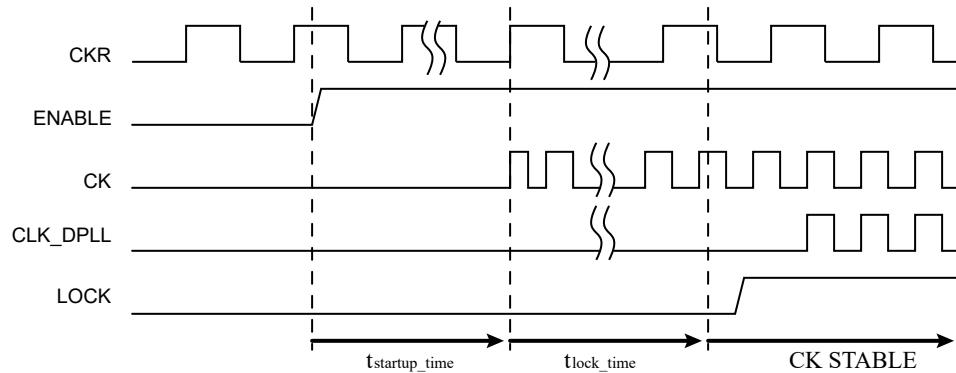 CKR
ENABLE
CK
CLK_DPLL
LOCK
tstartup_time tlock_time CK STABLE